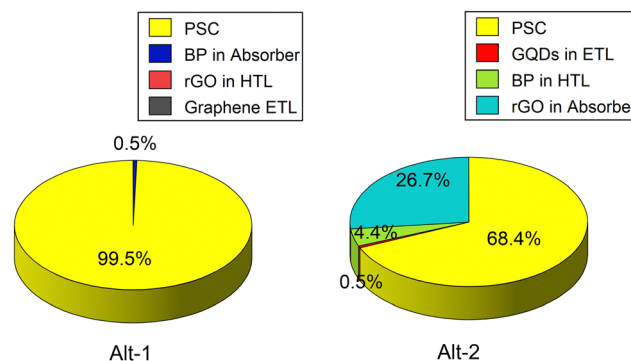 PSC
BP in Absorber
rGO in HTL
Graphene ETL
0.5%
99.5%
Alt-1
PSC
GQDs in ETL
BP in HTL
rGO in Absorber
26.7%
4.4%
68.4%
0.5%
Alt-2